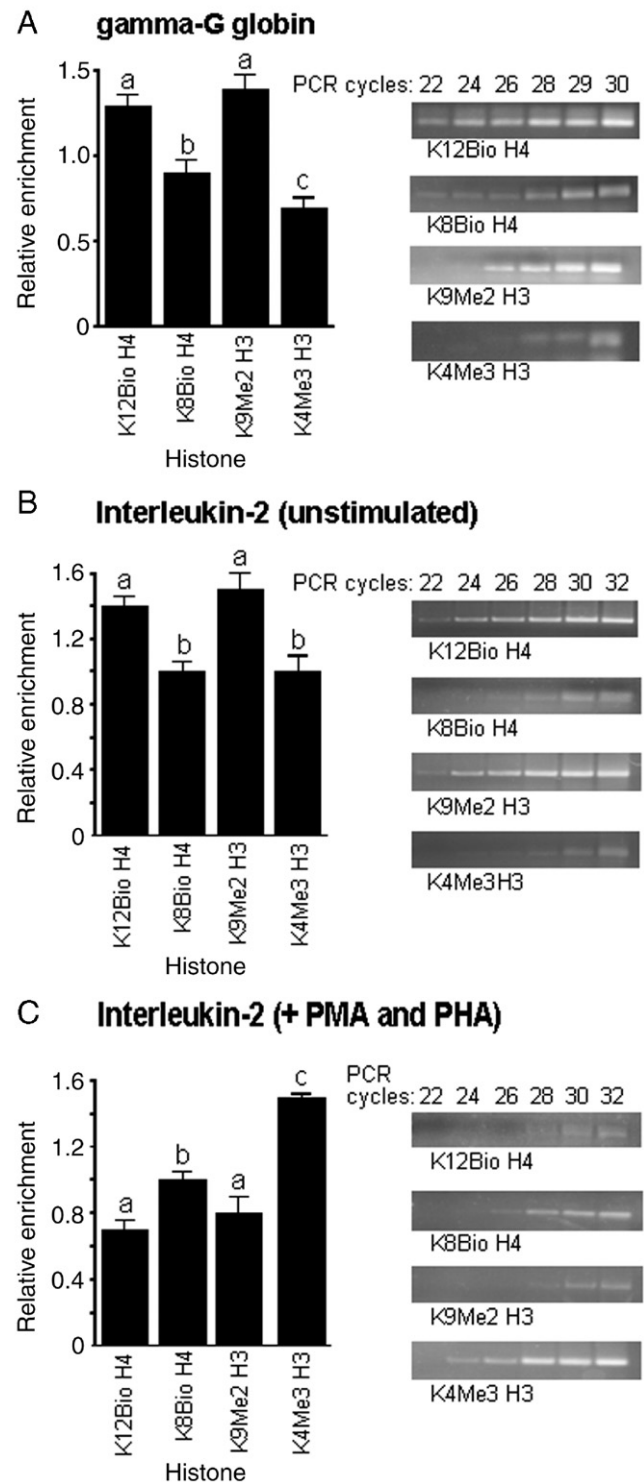 A gamma-G globin
Relative enrichment
1.5
1.0
0.5
0
a
b
a
c
K12Bio H4
K8Bio H4
K9Me2 H3
K4Me3 H3
Histone
PCR cycles: 22 24 26 28 29 30
K12Bio H4
K8Bio H4
K9Me2 H3
K4Me3 H3
B Interleukin-2 (unstimulated)
Relative enrichment
1.6
1.2
0.8
0.4
0
a
b
a
b
K12Bio H4
K8Bio H4
K9Me2 H3
K4Me3 H3
Histone
PCR cycles: 22 24 26 28 30 32
K12Bio H4
K8Bio H4
K9Me2 H3
K4Me3H3
C Interleukin-2 (+ PMA and PHA)
Relative enrichment
1.6
1.2
0.8
0.4
0
a
b
a
c
K12Bio H4
K8Bio H4
K9Me2 H3
K4Me3 H3
Histone
PCR
cycles: 22 24 26 28 30 32
K12Bio H4
K8Bio H4
K9Me2 H3
K4Me3 H3